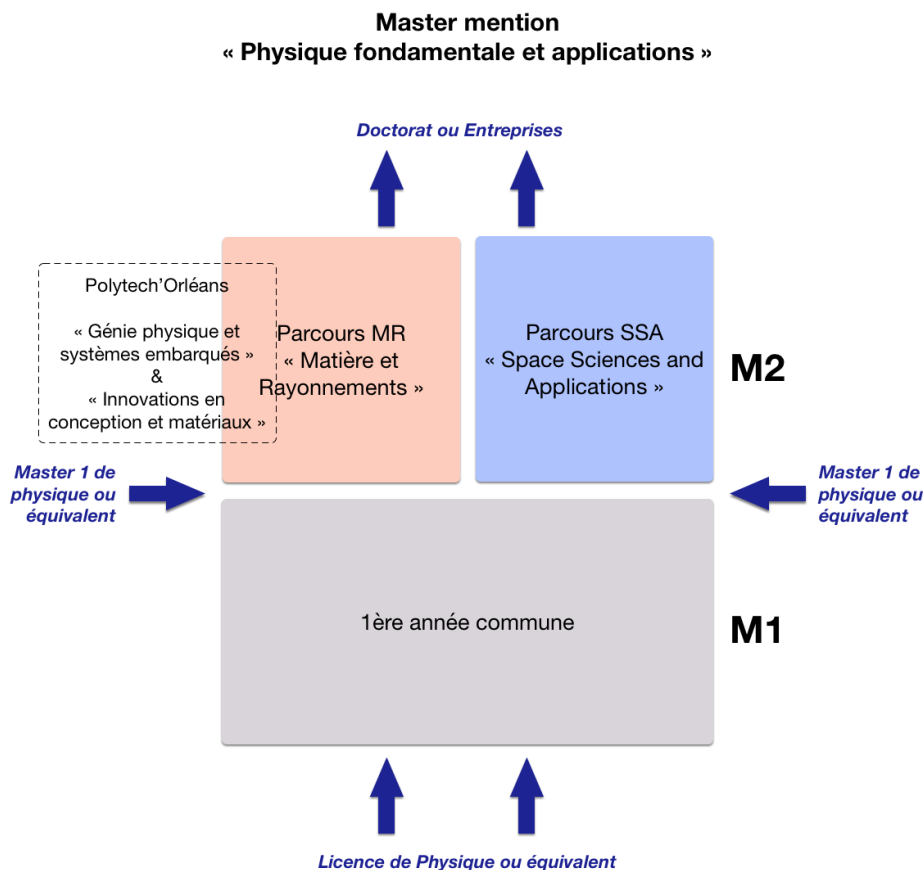 Master mention
« Physique fondamentale et applications »
Doctorat ou Entreprises
Polytech’Orléans
« Génie physique et
systèmes embarqués »
&
« Innovations en
conception et matériaux »
Parcours MR
« Matière et
Rayonnements »
Parcours SSA
« Space Sciences and
Applications »
M2
Master 1 de
physique ou
équivalent
Master 1 de
physique ou
équivalent
1ère année commune
M1
Licence de Physique ou équivalent